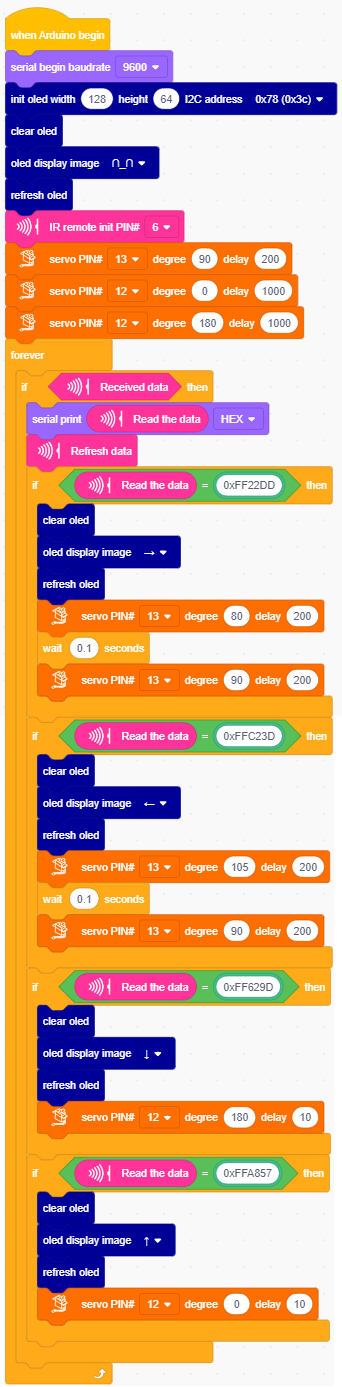 when Arduino begin
serial begin baudrate 9600
init oled width 128 height 64 I2C address 0x78 (0x3c)
clear oled
oled display image ∩_∩
refresh oled
IR remote init PIN# 6
servo PIN# 13 degree 90 delay 200
servo PIN# 12 degree 0 delay 1000
servo PIN# 12 degree 180 delay 1000
forever
if Received data then
serial print Read the data HEX
Refresh data
if Read the data = 0xFF22DD then
clear oled
oled display image →
refresh oled
servo PIN# 13 degree 80 delay 200
wait 0.1 seconds
servo PIN# 13 degree 90 delay 200
if Read the data = 0xFFC23D then
clear oled
oled display image ←
refresh oled
servo PIN# 13 degree 105 delay 200
wait 0.1 seconds
servo PIN# 13 degree 90 delay 200
if Read the data = 0xFF629D then
clear oled
oled display image ↓
refresh oled
servo PIN# 12 degree 180 delay 10
if Read the data = 0xFFA857 then
clear oled
oled display image ↑
refresh oled
servo PIN# 12 degree 0 delay 10